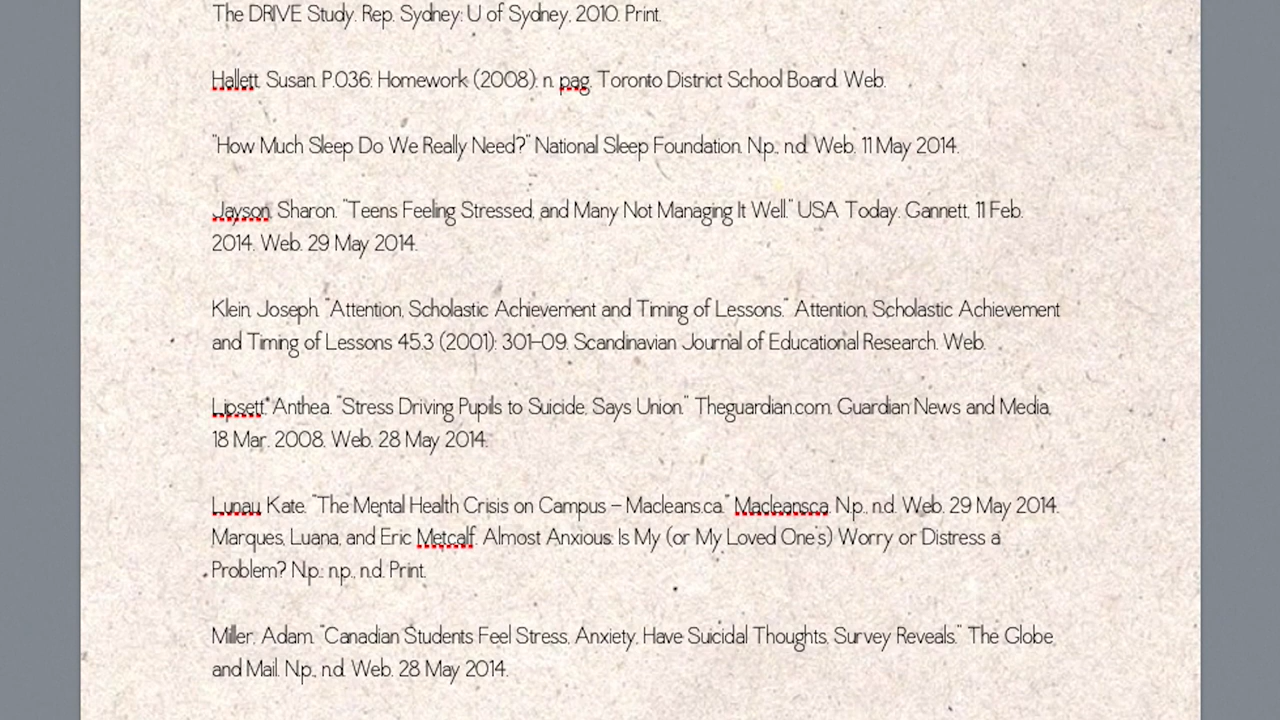 The DRIVE Study. Rep. Sydney: U of Sydney, 2010. Print.
Hallett, Susan. P.036: Homework (2008): n. pag. Toronto District School Board. Web.
"How Much Sleep Do We Really Need?" National Sleep Foundation. N.p., n.d. Web. 11 May 2014.
Jayson, Sharon. "Teens Feeling Stressed, and Many Not Managing It Well." USA Today. Gannett, 11 Feb.
2014. Web. 29 May 2014.
Klein, Joseph. "Attention, Scholastic Achievement and Timing of Lessons." Attention, Scholastic Achievement
and Timing of Lessons 45.3 (2001): 301–09. Scandinavian Journal of Educational Research. Web.
Lipsett, Anthea. "Stress Driving Pupils to Suicide, Says Union." Theguardian.com. Guardian News and Media,
18 Mar. 2008. Web. 28 May 2014.
Lunau, Kate. "The Mental Health Crisis on Campus – Macleans.ca." Macleansca. N.p., n.d. Web. 29 May 2014.
Marques, Luana, and Eric Metcalf. Almost Anxious: Is My (or My Loved One's) Worry or Distress a
Problem? N.p.: n.p., n.d. Print.
Miller, Adam. "Canadian Students Feel Stress, Anxiety, Have Suicidal Thoughts, Survey Reveals." The Globe
and Mail. N.p., n.d. Web. 28 May 2014.